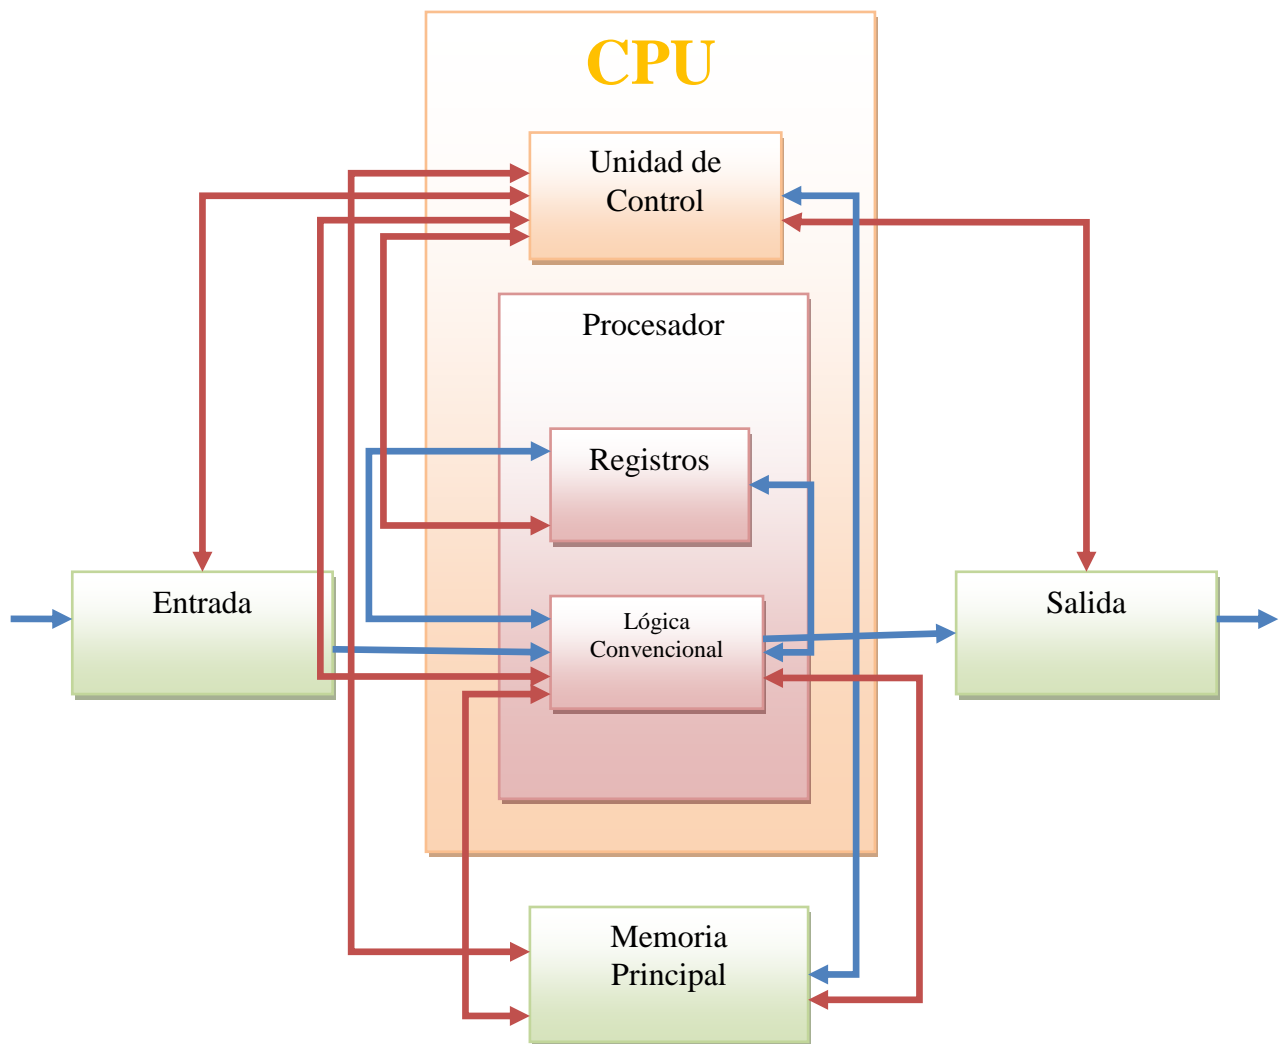 CPU
Unidad de
Control
Procesador
Registros
Entrada
Lógica
Convencional
Salida
Memoria
Principal